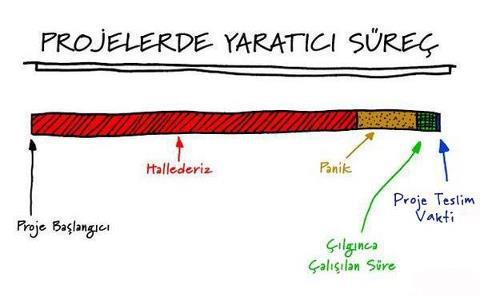 PROJELERDE YARATICI SÜREÇ
Hallederiz
Panik
Proje Teslim
Vakti
Proje Başlangıcı
Çılgınca
Çalışılan Süre